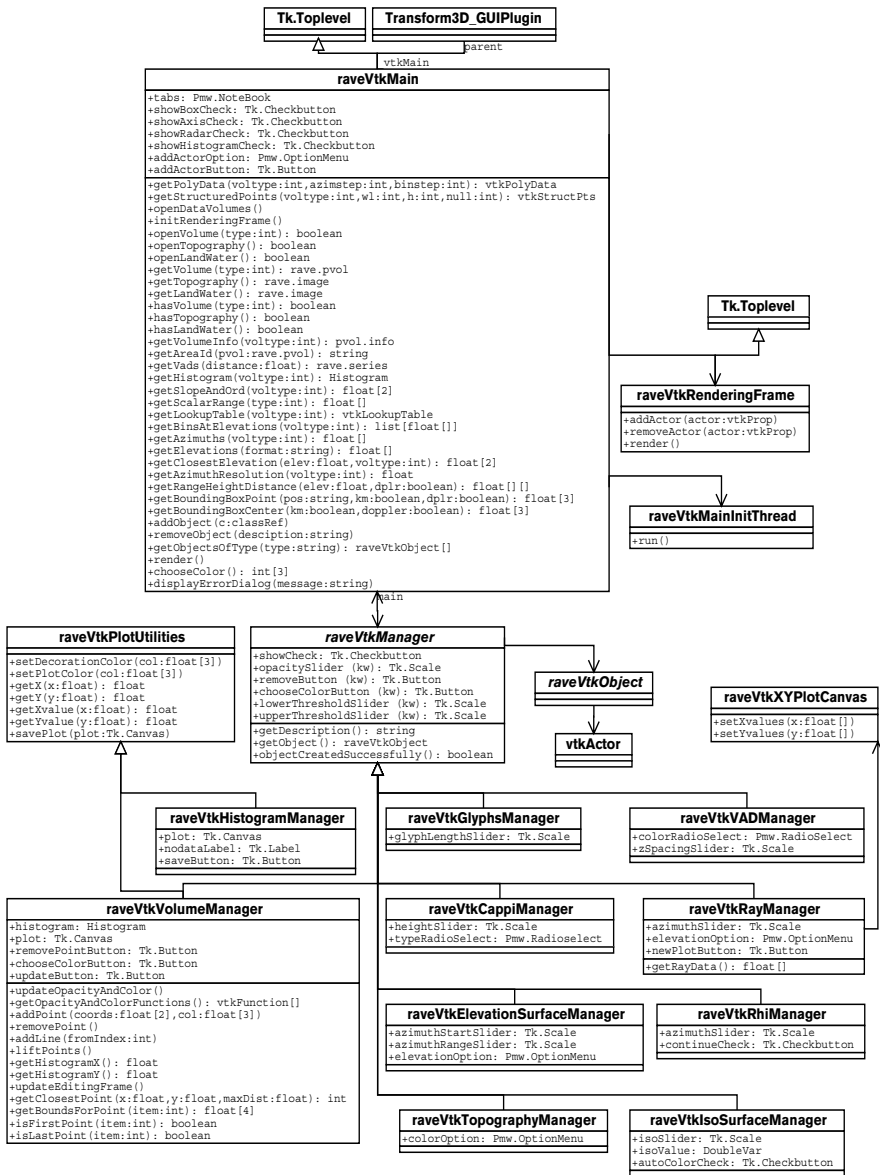 Tk.Toplevel
Transform3D_GUIPlugin
parent
vtkMain
raveVtkMain
+tabs: Pmw.NoteBook
+showBoxCheck: Tk.Checkbutton
+showAxisCheck: Tk.Checkbutton
+showRadarCheck: Tk.Checkbutton
+showHistogramCheck: Tk.Checkbutton
+addActorOption: Pmw.OptionMenu
+addActorButton: Tk.Button
+getPolyData(voltype:int,azimstep:int,binstep:int): vtkPolyData
+getStructuredPoints(voltype:int,wl:int,h:int,null:int): vtkStructPts
+openDataVolumes()
+initRenderingFrame()
+openVolume(type:int): boolean
+openTopography(): boolean
+openLandWater(): boolean
+getVolume(type:int): rave.pvol
+getTopography(): rave.image
+getLandWater(): rave.image
+hasVolume(type:int): boolean
+hasTopography(): boolean
+hasLandWater(): boolean
+getVolumeInfo(voltype:int): pvol.info
+getAreaId(pvol:rave.pvol): string
+getVads(distance:float): rave.series
+getHistogram(voltype:int): Histogram
+getSlopeAndOrd(voltype:int): float[2]
+getScalarRange(type:int): float[]
+getLookupTable(voltype:int): vtkLookupTable
+getBinsAtElevations(voltype:int): list[float[]]
+getAzimuths(voltype:int): float[]
+getElevations(format:string): float[]
+getClosestElevation(elev:float,voltype:int): float[2]
+getAzimuthResolution(voltype:int): float
+getRangeHeightDistance(elev:float,dplr:boolean): float[][]
+getBoundingBoxPoint(pos:string,km:boolean,dplr:boolean): float[3]
+getBoundingBoxCenter(km:boolean,doppler:boolean): float[3]
+addObject(c:classRef)
+removeObject(desciption:string)
+getObjectsOfType(type:string): raveVtkObject[]
+render()
+chooseColor(): int[3]
+displayErrorDialog(message:string)
main
Tk.Toplevel
raveVtkRenderingFrame
+addActor(actor:vtkProp)
+removeActor(actor:vtkProp)
+render()
raveVtkMainInitThread
+run()
raveVtkPlotUtilities
+setDecorationColor(col:float[3])
+setPlotColor(col:float[3])
+getX(x:float): float
+getY(y:float): float
+getXvalue(x:float): float
+getYvalue(y:float): float
+savePlot(plot:Tk.Canvas)
raveVtkManager
+showCheck: Tk.Checkbutton
+opacitySlider (kw): Tk.Scale
+removeButton (kw): Tk.Button
+chooseColorButton (kw): Tk.Button
+lowerThresholdSlider (kw): Tk.Scale
+upperThresholdSlider (kw): Tk.Scale
+getDescription(): string
+getObject(): raveVtkObject
+objectCreatedSuccessfully(): boolean
raveVtkObject
vtkActor
raveVtkXYPlotCanvas
+setXvalues(x:float[])
+setYvalues(y:float[])
raveVtkHistogramManager
+plot: Tk.Canvas
+nodataLabel: Tk.Label
+saveButton: Tk.Button
raveVtkGlyphsManager
+glyphLengthSlider: Tk.Scale
raveVtkVADManager
+colorRadioSelect: Pmw.RadioSelect
+zSpacingSlider: Tk.Scale
raveVtkVolumeManager
+histogram: Histogram
+plot: Tk.Canvas
+removePointButton: Tk.Button
+chooseColorButton: Tk.Button
+updateButton: Tk.Button
+updateOpacityAndColor()
+getOpacityAndColorFunctions(): vtkFunction[]
+addPoint(coords:float[2],col:float[3])
+removePoint()
+addLine(fromIndex:int)
+liftPoints()
+getHistogramX(): float
+getHistogramY(): float
+updateEditingFrame()
+getClosestPoint(x:float,y:float,maxDist:float): int
+getBoundsForPoint(item:int): float[4]
+isFirstPoint(item:int): boolean
+isLastPoint(item:int): boolean
raveVtkCappiManager
+heightSlider: Tk.Scale
+typeRadioSelect: Pmw.Radioselect
raveVtkRayManager
+azimuthSlider: Tk.Scale
+elevationOption: Pmw.OptionMenu
+newPlotButton: Tk.Button
+getRayData(): float[]
raveVtkElevationSurfaceManager
+azimuthStartSlider: Tk.Scale
+azimuthRangeSlider: Tk.Scale
+elevationOption: Pmw.OptionMenu
raveVtkRhiManager
+azimuthSlider: Tk.Scale
+continueCheck: Tk.Checkbutton
raveVtkTopographyManager
+colorOption: Pmw.OptionMenu
raveVtkIsoSurfaceManager
+isoSlider: Tk.Scale
+isoValue: DoubleVar
+autoColorCheck: Tk.Checkbutton